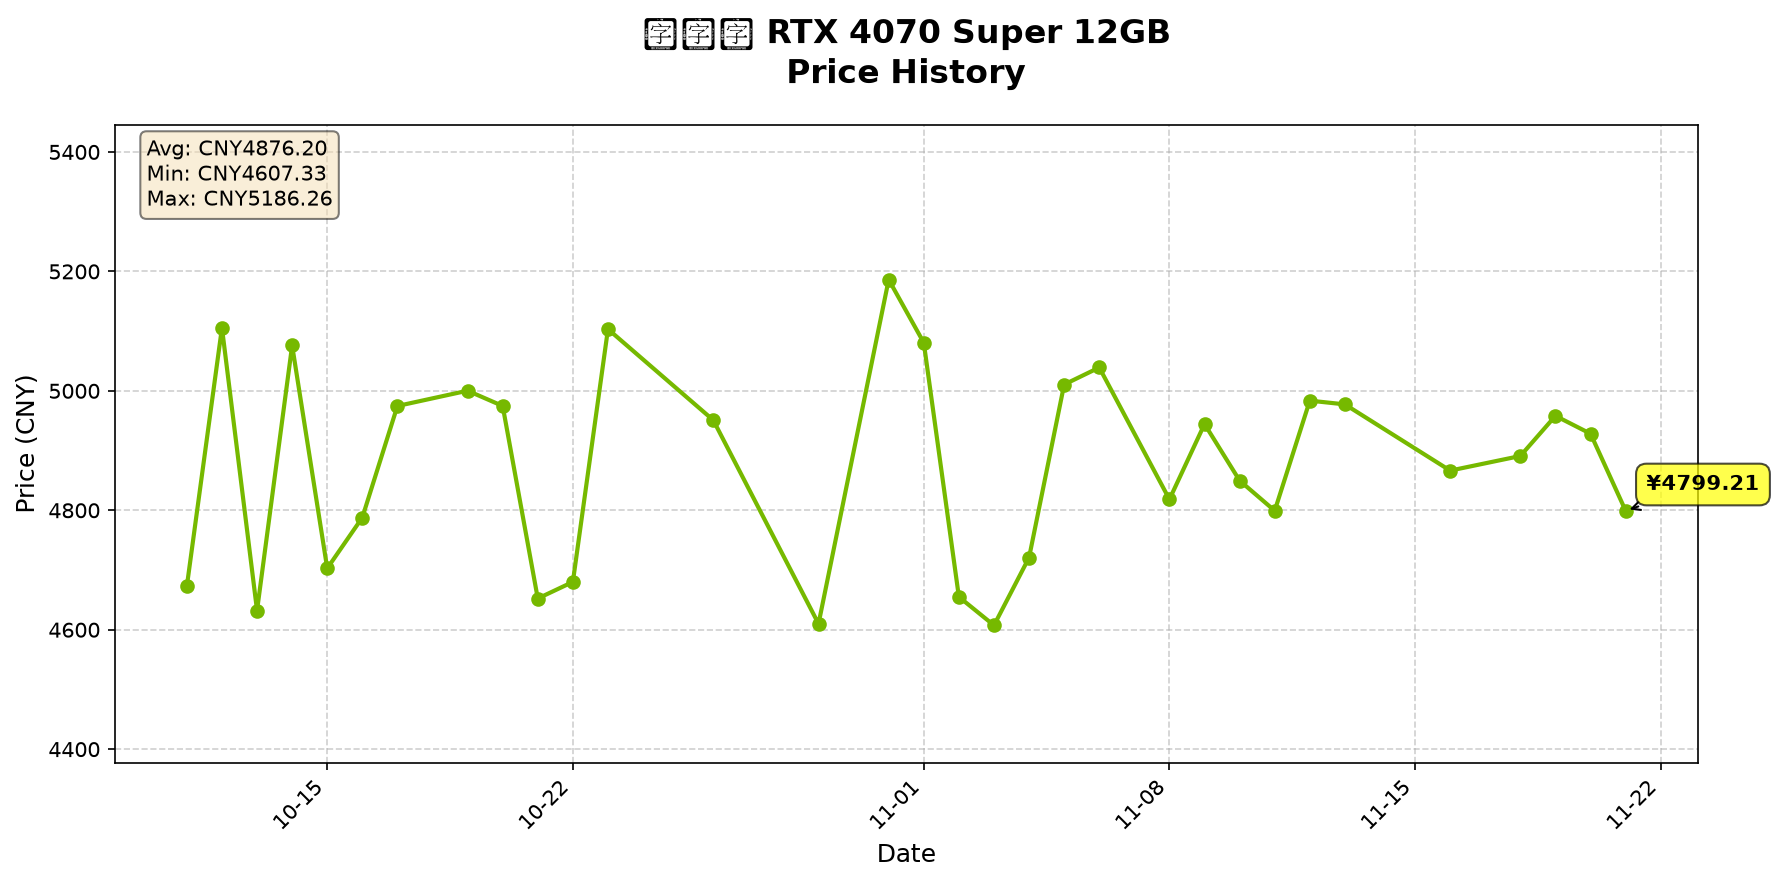 RTX 4070 Super 12GB
Price History
Avg: CNY4876.20
Min: CNY4607.33
Max: CNY5186.26
5400
5200
5000
4800
4600
4400
Price (CNY)
¥4799.21
10-15
10-22
11-01
11-08
11-15
11-22
Date